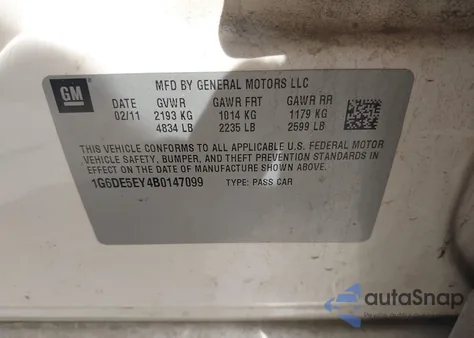 GM
MFD BY GENERAL MOTORS LLC
DATE GVWR GAWR FRT GAWR RR
02/11 2193 KG 1014 KG 1179 KG
4834 LB 2235 LB 2599 LB
THIS VEHICLE CONFORMS TO ALL APPLICABLE U.S. FEDERAL MOTOR
VEHICLE SAFETY, BUMPER, AND THEFT PREVENTION STANDARDS IN
EFFECT ON THE DATE OF MANUFACTURE SHOWN ABOVE.
1G6DE5EY4B0147099 TYPE: PASS CAR
autoSnap